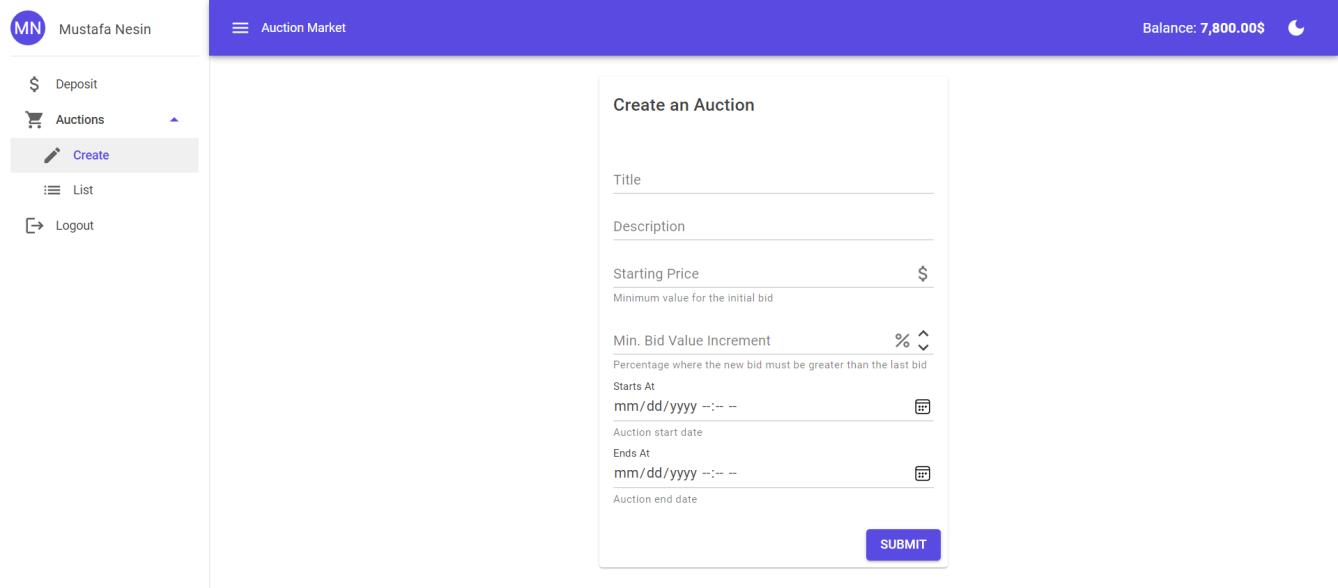 MN Mustafa Nesin
Auction Market
Balance: 7,800.00$
Deposit
Auctions
Create
List
Logout
Create an Auction
Title
Description
Starting Price $
Minimum value for the initial bid
Min. Bid Value Increment %
Percentage where the new bid must be greater than the last bid
Starts At
mm/dd/yyyy --:-- --
Auction start date
Ends At
mm/dd/yyyy --:-- --
Auction end date
SUBMIT